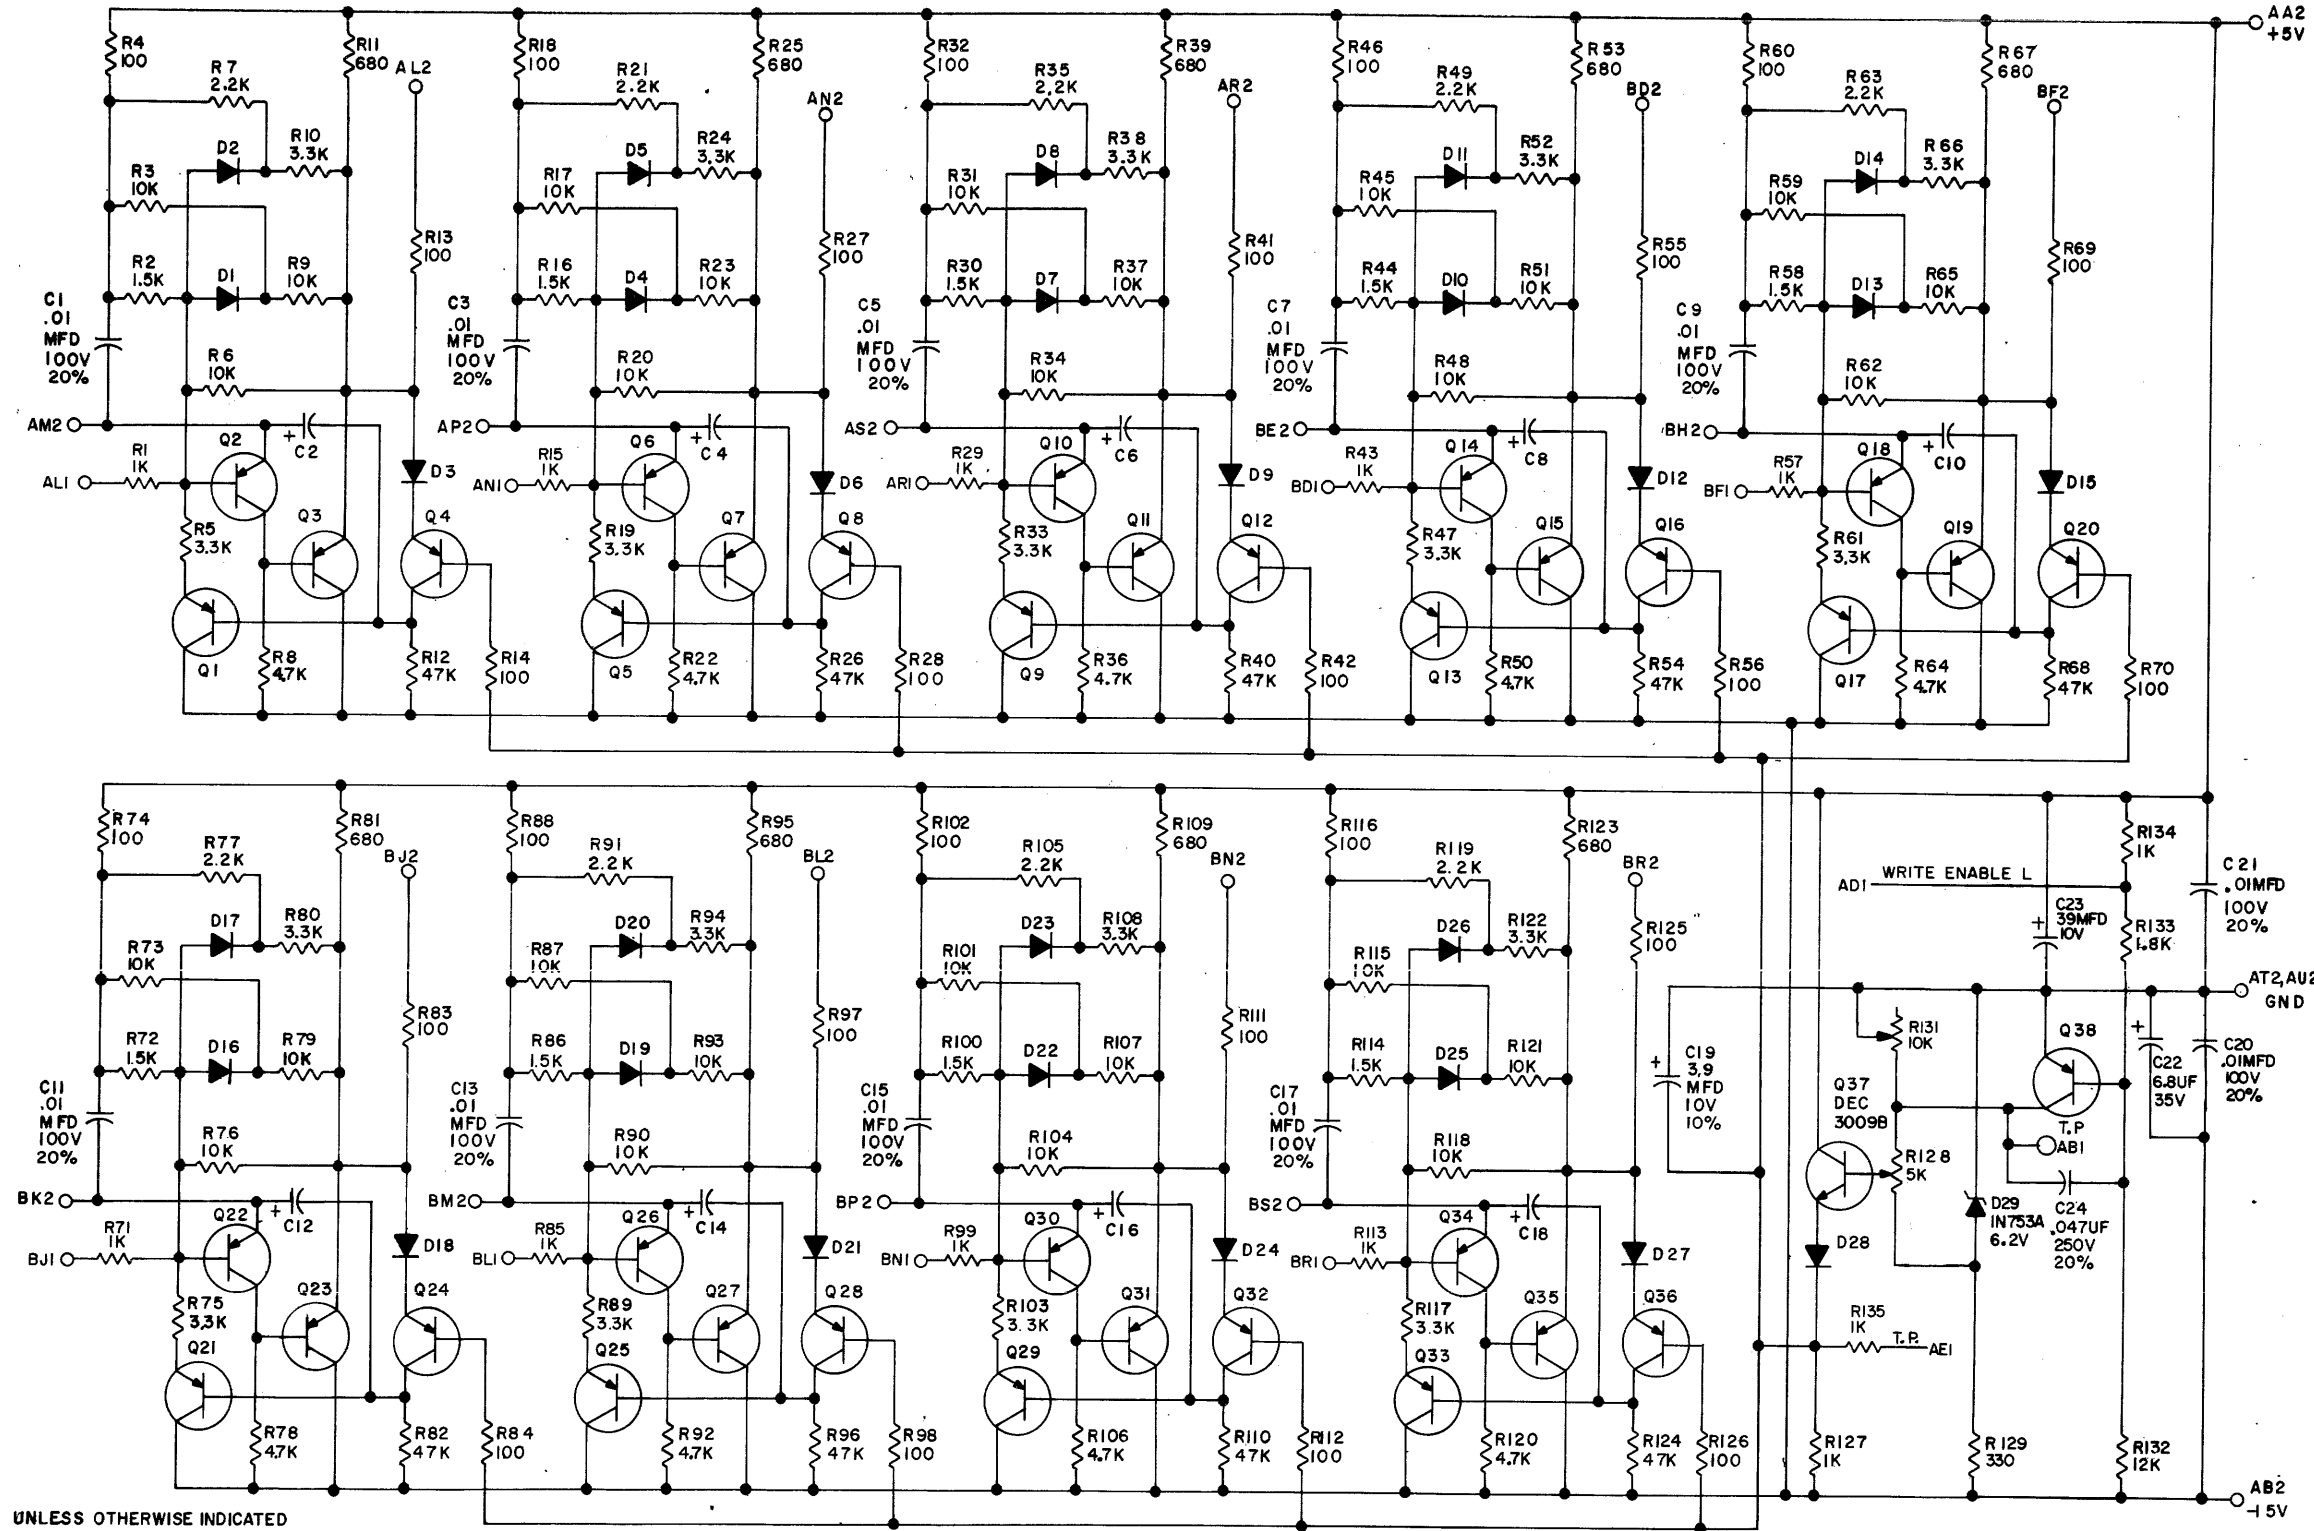 R4
100
R7
2.2K
R11
680
AL2
R10
3.3K
D2
R3
10K
R13
100
R2
1.5K
D1
R9
10K
C1
.01
MFD
100V
20%
R6
10K
AM2
R1
1K
AL1
Q2
+
C2
D3
R5
3.3K
Q3
Q4
Q1
R8
4.7K
R12
47K
R14
100
R18
100
R21
2.2K
R25
680
AN2
R24
3.3K
D5
R17
10K
R27
100
R16
1.5K
D4
R23
10K
C3
.01
MFD
100V
20%
R20
10K
AP2
R15
1K
AN1
Q6
+
C4
D6
R19
3.3K
Q7
Q8
Q5
R22
4.7K
R26
47K
R28
100
R32
100
R35
2.2K
R39
680
AR2
R38
3.3K
D8
R31
10K
R41
100
R30
1.5K
D7
R37
10K
C5
.01
MFD
100V
20%
R34
10K
AS2
R29
1K
AR1
Q10
+
C6
D9
R33
3.3K
Q11
Q12
Q9
R36
4.7K
R40
47K
R42
100
R46
100
R49
2.2K
R53
680
BD2
R52
3.3K
D11
R45
10K
R55
100
R44
1.5K
D10
R51
10K
C7
.01
MFD
100V
20%
R48
10K
BE2
R43
1K
BD1
Q14
+
C8
D12
R47
3.3K
Q15
Q16
Q13
R50
4.7K
R54
47K
R56
100
R60
100
R63
2.2K
R67
680
BF2
R66
3.3K
D14
R59
10K
R69
100
R58
1.5K
D13
R65
10K
C9
.01
MFD
100V
20%
R62
10K
BH2
R57
1K
BF1
Q18
+
C10
D15
R61
3.3K
Q19
Q20
Q17
R64
4.7K
R68
47K
R70
100
AA2
+5V
R74
100
R77
2.2K
R81
680
BJ2
D17
R80
3.3K
R73
10K
R83
100
R72
1.5K
D16
R79
10K
C11
.01
MFD
100V
20%
R76
10K
BK2
R71
1K
BJ1
Q22
+
C12
D18
R75
3.3K
Q23
Q24
Q21
R78
4.7K
R82
47K
R84
100
R88
100
R91
2.2K
R95
680
BL2
D20
R94
3.3K
R87
10K
R97
100
R86
1.5K
D19
R93
10K
C13
.01
MFD
100V
20%
R90
10K
BM2
R85
1K
BL1
Q26
+
C14
D21
R89
3.3K
Q27
Q28
Q25
R92
4.7K
R96
47K
R98
100
R102
100
R105
2.2K
R109
680
BN2
D23
R108
3.3K
R101
10K
R111
100
R100
1.5K
D22
R107
10K
C15
.01
MFD
100V
20%
R104
10K
BP2
R99
1K
BN1
Q30
+
C16
D24
R103
3.3K
Q31
Q32
Q29
R106
4.7K
R110
47K
R112
100
R116
100
R119
2.2K
R123
680
BR2
D26
R122
3.3K
R125
100
R115
10K
R114
1.5K
D25
R121
10K
C17
.01
MFD
100V
20%
R118
10K
BS2
R113
1K
BR1
Q34
+
C18
D27
R117
3.3K
Q35
Q36
Q33
R120
4.7K
R124
47K
R126
100
R134
1K
AD1
WRITE ENABLE L
C21
.01MFD
100V
20%
+
C23
39MFD
10V
R133
1.8K
AT2,AU2
GND
R131
10K
Q38
+
C19
3.9
MFD
10V
10%
Q37
DEC
3009B
+
C22
6.8UF
35V
C20
.01MFD
100V
20%
T.P
AB1
R128
5K
D29
IN753A
6.2V
C24
.047UF
250V
20%
D28
R135
1K
T.P.
AE1
R127
1K
R129
330
R132
12K
AB2
-15V
UNLESS OTHERWISE INDICATED